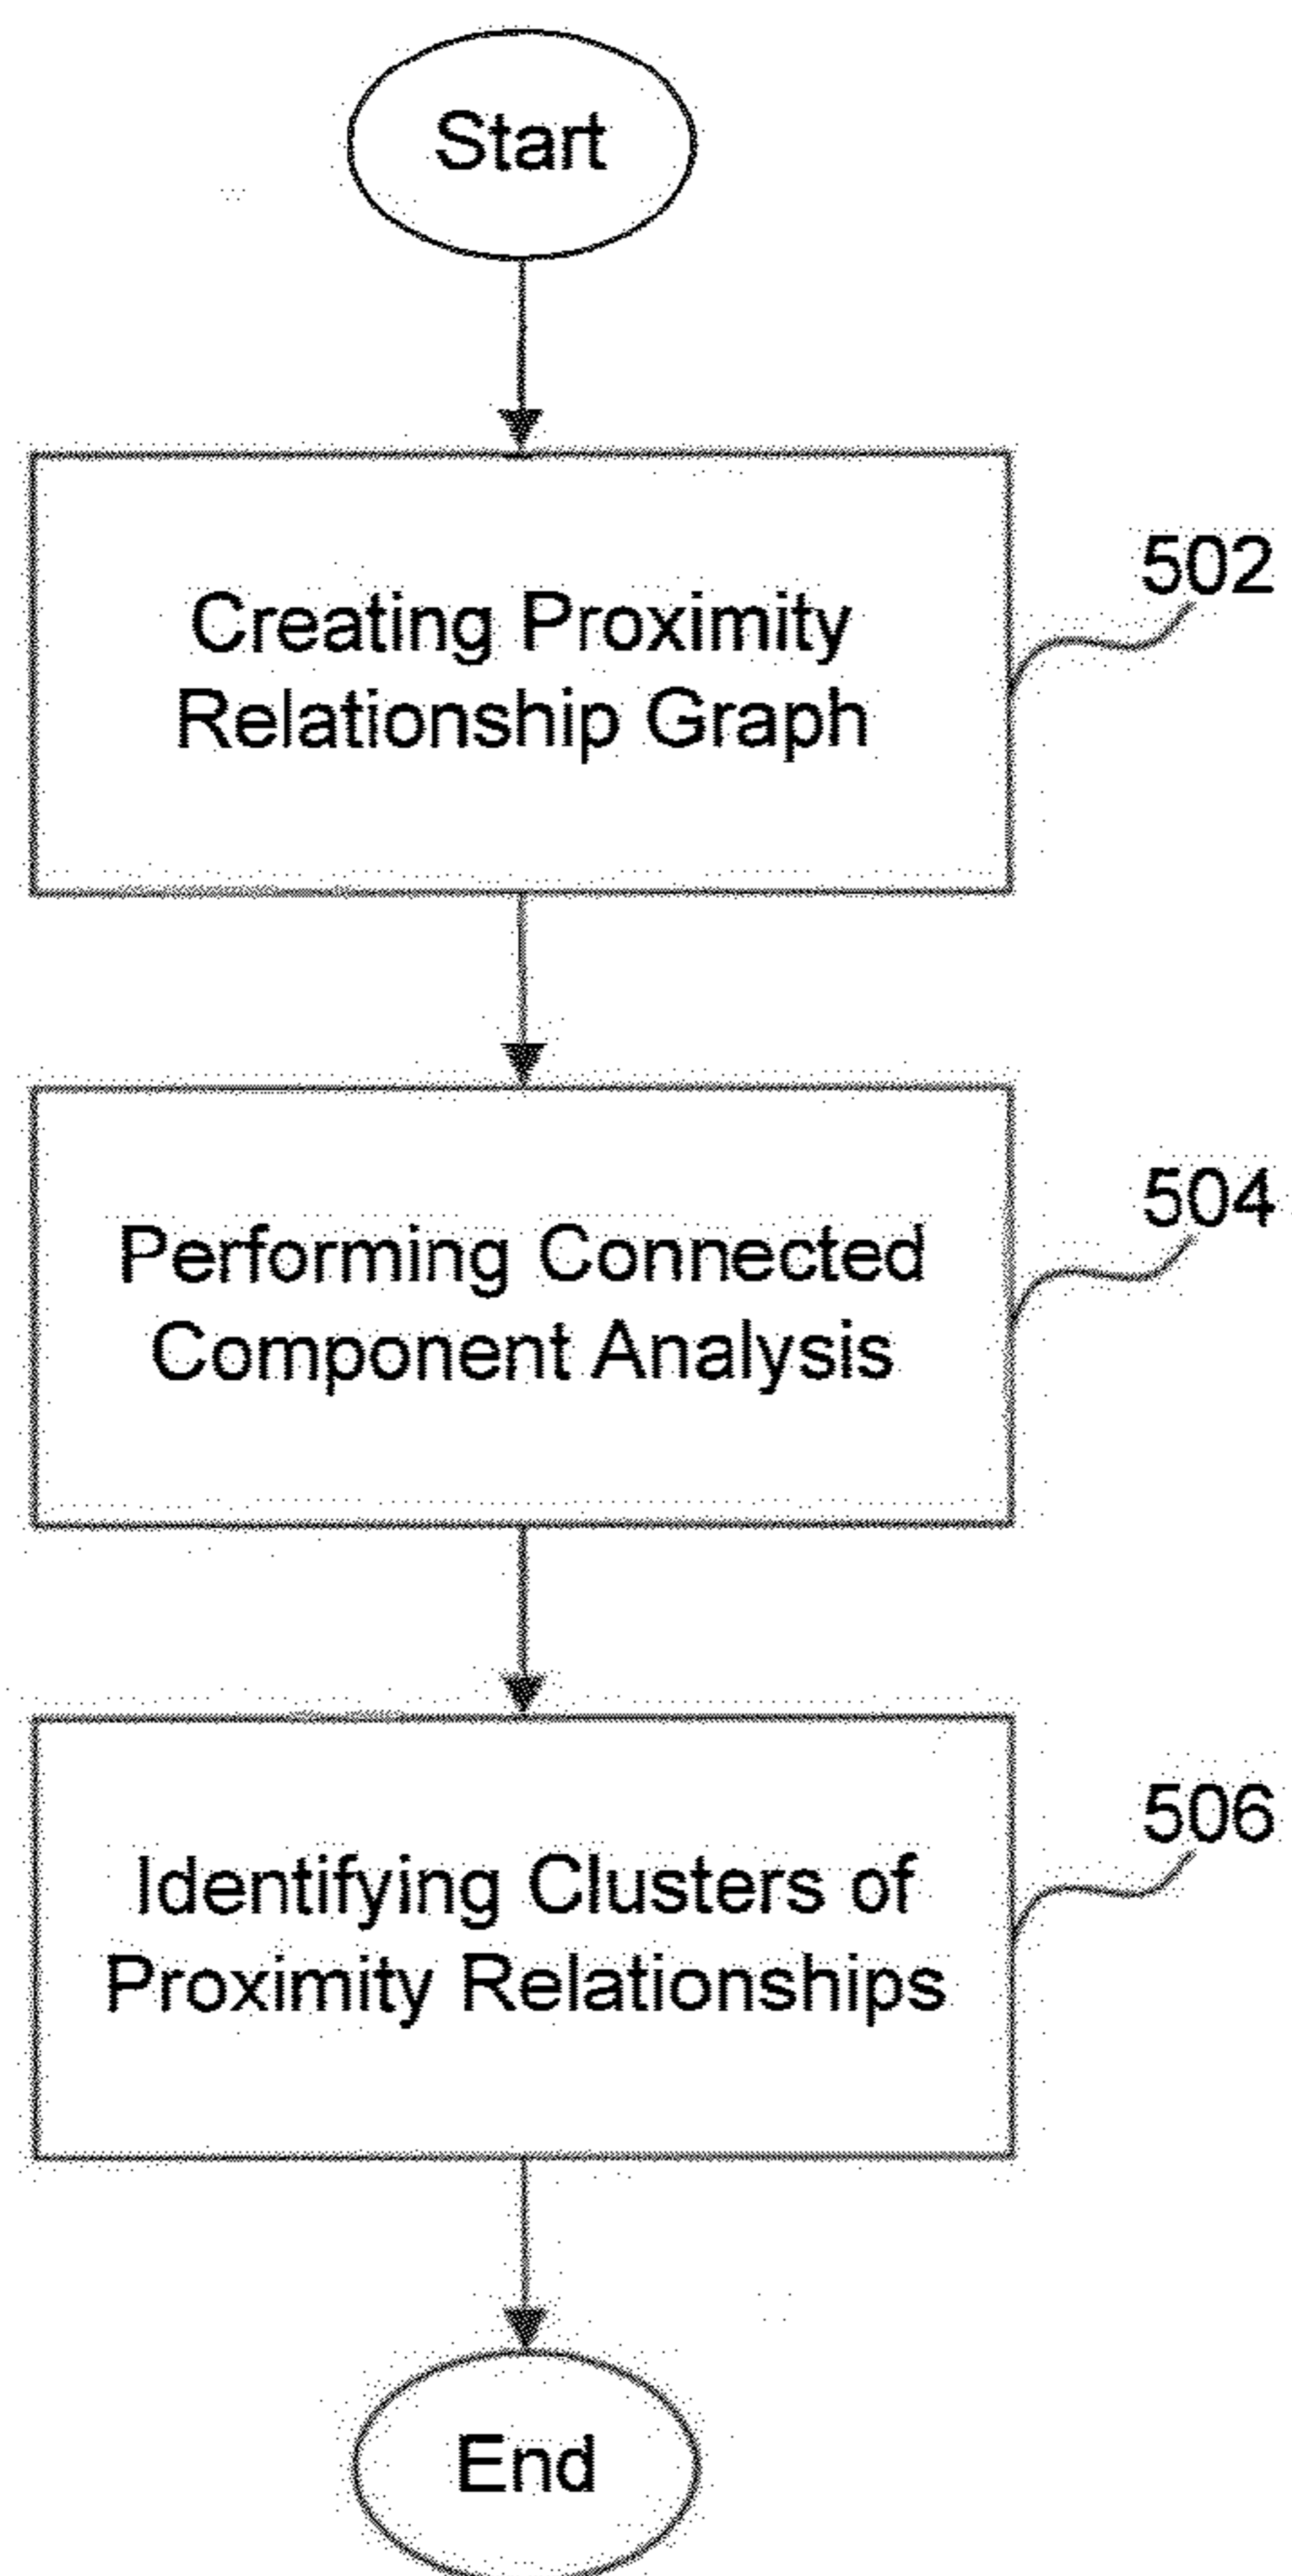 Start
Creating Proximity
Relationship Graph
502
Performing Connected
Component Analysis
504
Identifying Clusters of
Proximity Relationships
506
End